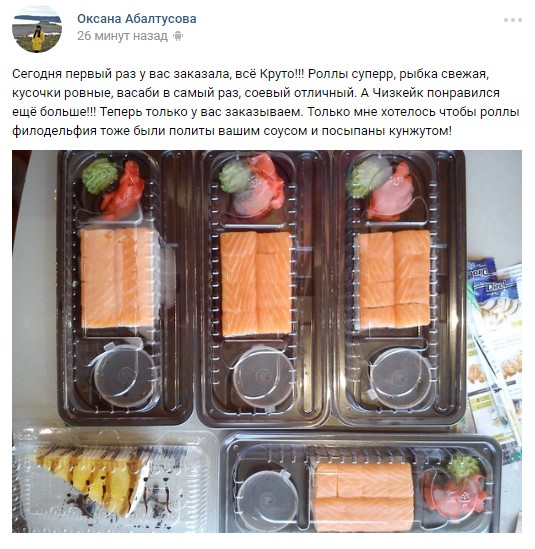 Оксана Абалтусова
26 минут назад
Сегодня первый раз у вас заказала, всё Круто!!! Роллы суперр, рыбка свежая,
кусочки ровные, васаби в самый раз, соевый отличный. А Чизкейк понравился
ещё больше!!! Теперь только у вас заказываем. Только мне хотелось чтобы роллы
филодельфия тоже были политы вашим соусом и посыпаны кунжутом!